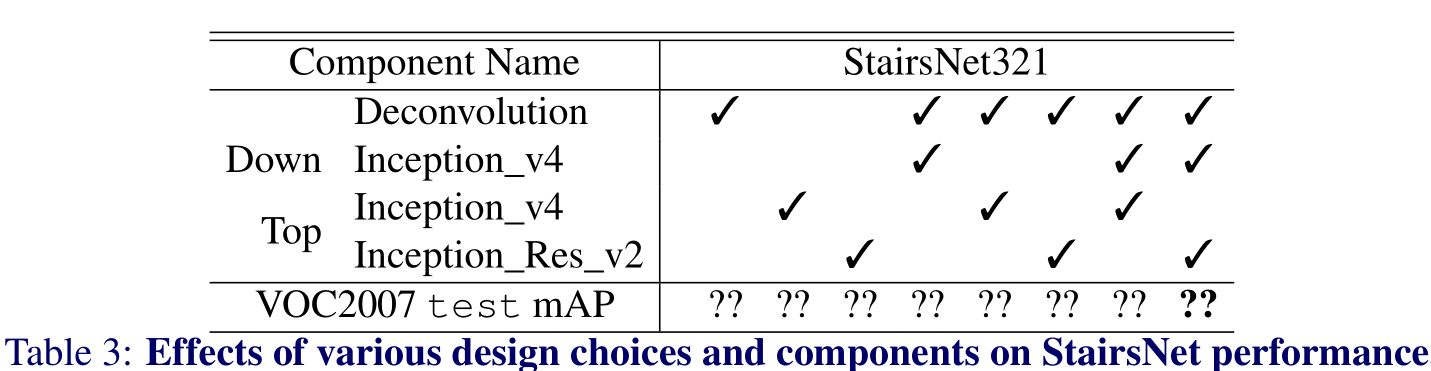 Component Name StairsNet321
Deconvolution ✓ ✓ ✓ ✓ ✓ ✓
Down Inception_v4 ✓ ✓ ✓
Top Inception_v4 ✓ ✓ ✓
Inception_Res_v2 ✓ ✓ ✓
VOC2007 test mAP ?? ?? ?? ?? ?? ?? ?? ??
Table 3: Effects of various design choices and components on StairsNet performance.